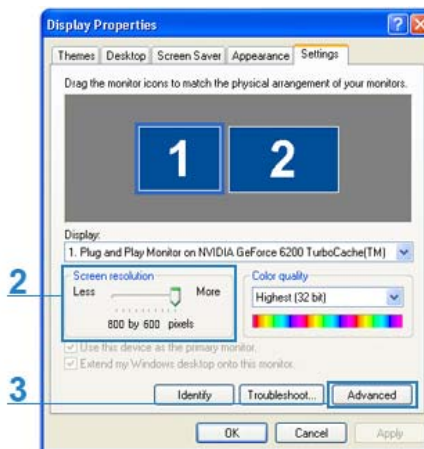 Display Properties
Themes Desktop Screen Saver Appearance Settings
Drag the monitor icons to match the physical arrangement of your monitors.
1 2
Display:
1. Plug and Play Monitor on NVIDIA GeForce 6200 TurboCache(TM)
2
Screen resolution
Less More
800 by 600 pixels
Color quality
Highest (32 bit)
Use this device as the primary monitor.
Extend my Windows desktop onto this monitor.
3
Identify Troubleshoot... Advanced
OK Cancel Apply